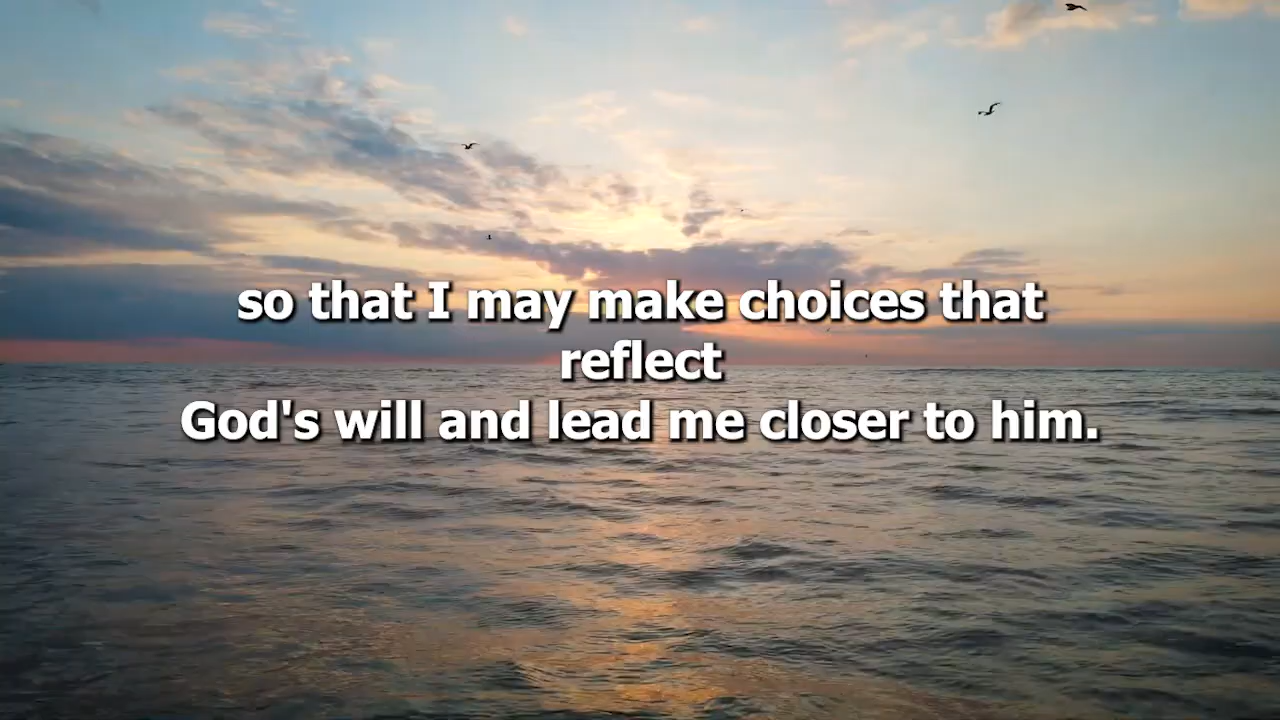 so that I may make choices that
reflect
God's will and lead me closer to him.